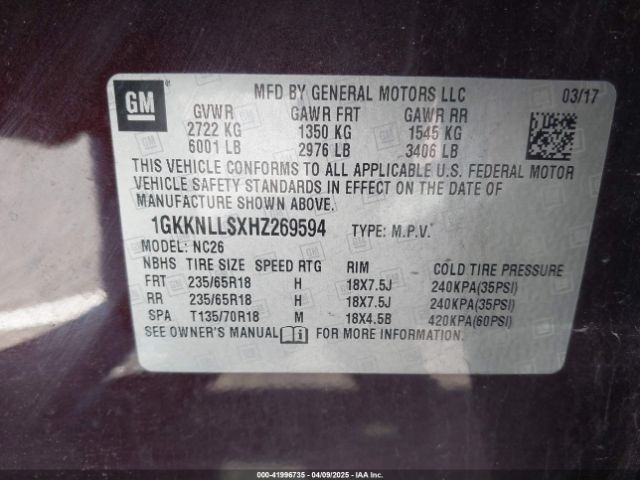 GM
MFD BY GENERAL MOTORS LLC 03/17
GVWR GAWR FRT GAWR RR
2722 KG 1350 KG 1545 KG
6001 LB 2976 LB 3406 LB
THIS VEHICLE CONFORMS TO ALL APPLICABLE U.S. FEDERAL MOTOR
VEHICLE SAFETY STANDARDS IN EFFECT ON THE DATE OF
MANUFACTURE SHOWN ABOVE.
1GKKNLLSXHZ269594 TYPE: M.P.V.
MODEL: NC26
NBHS TIRE SIZE SPEED RTG RIM COLD TIRE PRESSURE
FRT 235/65R18 H 18X7.5J 240KPA(35PSI)
RR 235/65R18 H 18X7.5J 240KPA(35PSI)
SPA T135/70R18 M 18X4.5B 420KPA(60PSI)
SEE OWNER'S MANUAL FOR MORE INFORMATION.
000-41996735 - 04/09/2025 - IAA Inc.